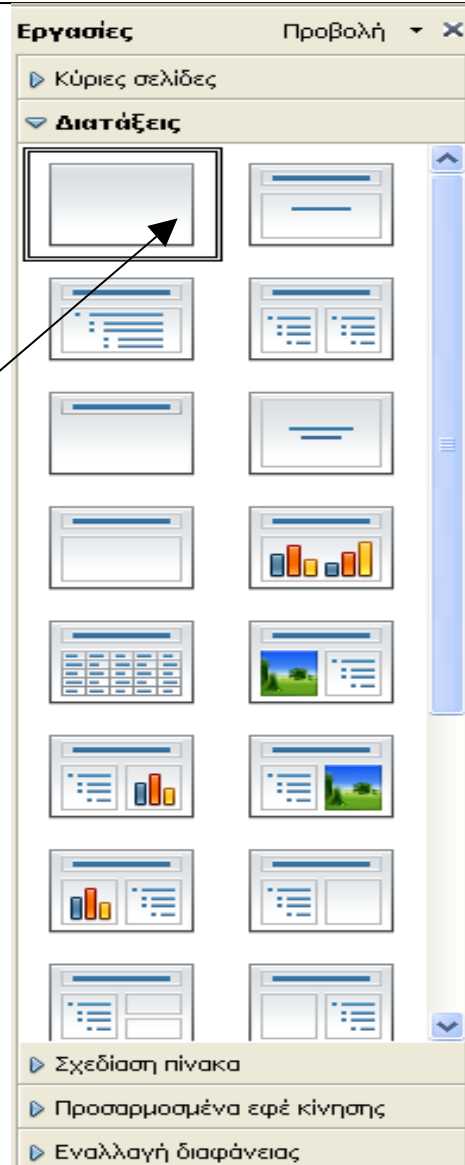 Εργασίες Προβολή
Κύριες σελίδες
Διατάξεις
Σχεδίαση πίνακα
Προσαρμοσμένα εφέ κίνησης
Εναλλαγή διαφάνειας